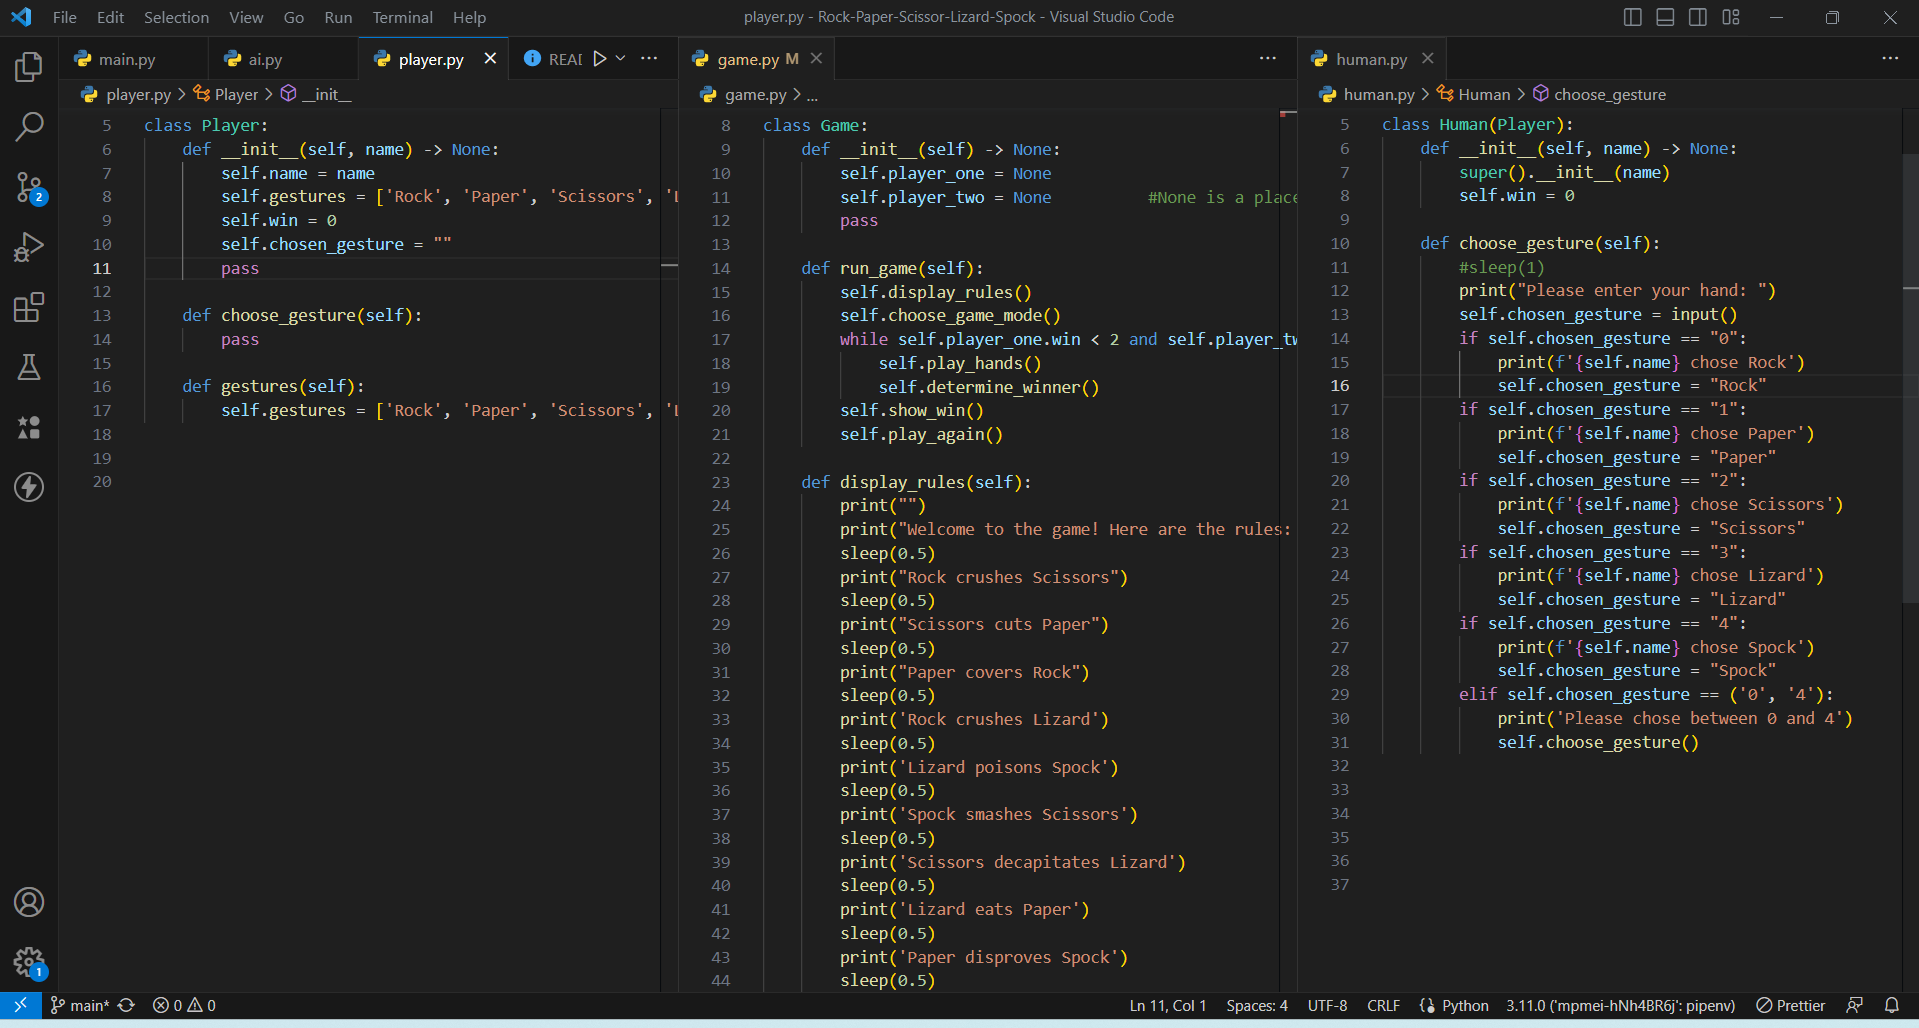 File Edit Selection View Go Run Terminal Help
player.py - Rock-Paper-Scissor-Lizard-Spock - Visual Studio Code
main.py ai.py player.py READ
player.py > Player > __init__
5 class Player:
6 def __init__(self, name) -> None:
7 self.name = name
8 self.gestures = ['Rock', 'Paper', 'Scissors', 'L
9 self.win = 0
10 self.chosen_gesture = ""
11 pass
12
13 def choose_gesture(self):
14 pass
15
16 def gestures(self):
17 self.gestures = ['Rock', 'Paper', 'Scissors', 'L
18
19
20
game.py M
game.py > ...
8 class Game:
9 def __init__(self) -> None:
10 self.player_one = None
11 self.player_two = None #None is a place
12 pass
13
14 def run_game(self):
15 self.display_rules()
16 self.choose_game_mode()
17 while self.player_one.win < 2 and self.player_tw
18 self.play_hands()
19 self.determine_winner()
20 self.show_win()
21 self.play_again()
22
23 def display_rules(self):
24 print("")
25 print("Welcome to the game! Here are the rules:
26 sleep(0.5)
27 print("Rock crushes Scissors")
28 sleep(0.5)
29 print("Scissors cuts Paper")
30 sleep(0.5)
31 print("Paper covers Rock")
32 sleep(0.5)
33 print('Rock crushes Lizard')
34 sleep(0.5)
35 print('Lizard poisons Spock')
36 sleep(0.5)
37 print('Spock smashes Scissors')
38 sleep(0.5)
39 print('Scissors decapitates Lizard')
40 sleep(0.5)
41 print('Lizard eats Paper')
42 sleep(0.5)
43 print('Paper disproves Spock')
44 sleep(0.5)
human.py
human.py > Human > choose_gesture
5 class Human(Player):
6 def __init__(self, name) -> None:
7 super().__init__(name)
8 self.win = 0
9
10 def choose_gesture(self):
11 #sleep(1)
12 print("Please enter your hand: ")
13 self.chosen_gesture = input()
14 if self.chosen_gesture == "0":
15 print(f'{self.name} chose Rock')
16 self.chosen_gesture = "Rock"
17 if self.chosen_gesture == "1":
18 print(f'{self.name} chose Paper')
19 self.chosen_gesture = "Paper"
20 if self.chosen_gesture == "2":
21 print(f'{self.name} chose Scissors')
22 self.chosen_gesture = "Scissors"
23 if self.chosen_gesture == "3":
24 print(f'{self.name} chose Lizard')
25 self.chosen_gesture = "Lizard"
26 if self.chosen_gesture == "4":
27 print(f'{self.name} chose Spock')
28 self.chosen_gesture = "Spock"
29 elif self.chosen_gesture == ('0', '4'):
30 print('Please chose between 0 and 4')
31 self.choose_gesture()
32
33
34
35
36
37
2
1
main* 0 0 Ln 11, Col 1 Spaces: 4 UTF-8 CRLF Python 3.11.0 ('mpmei-hNh4BR6j': pipenv) Prettier